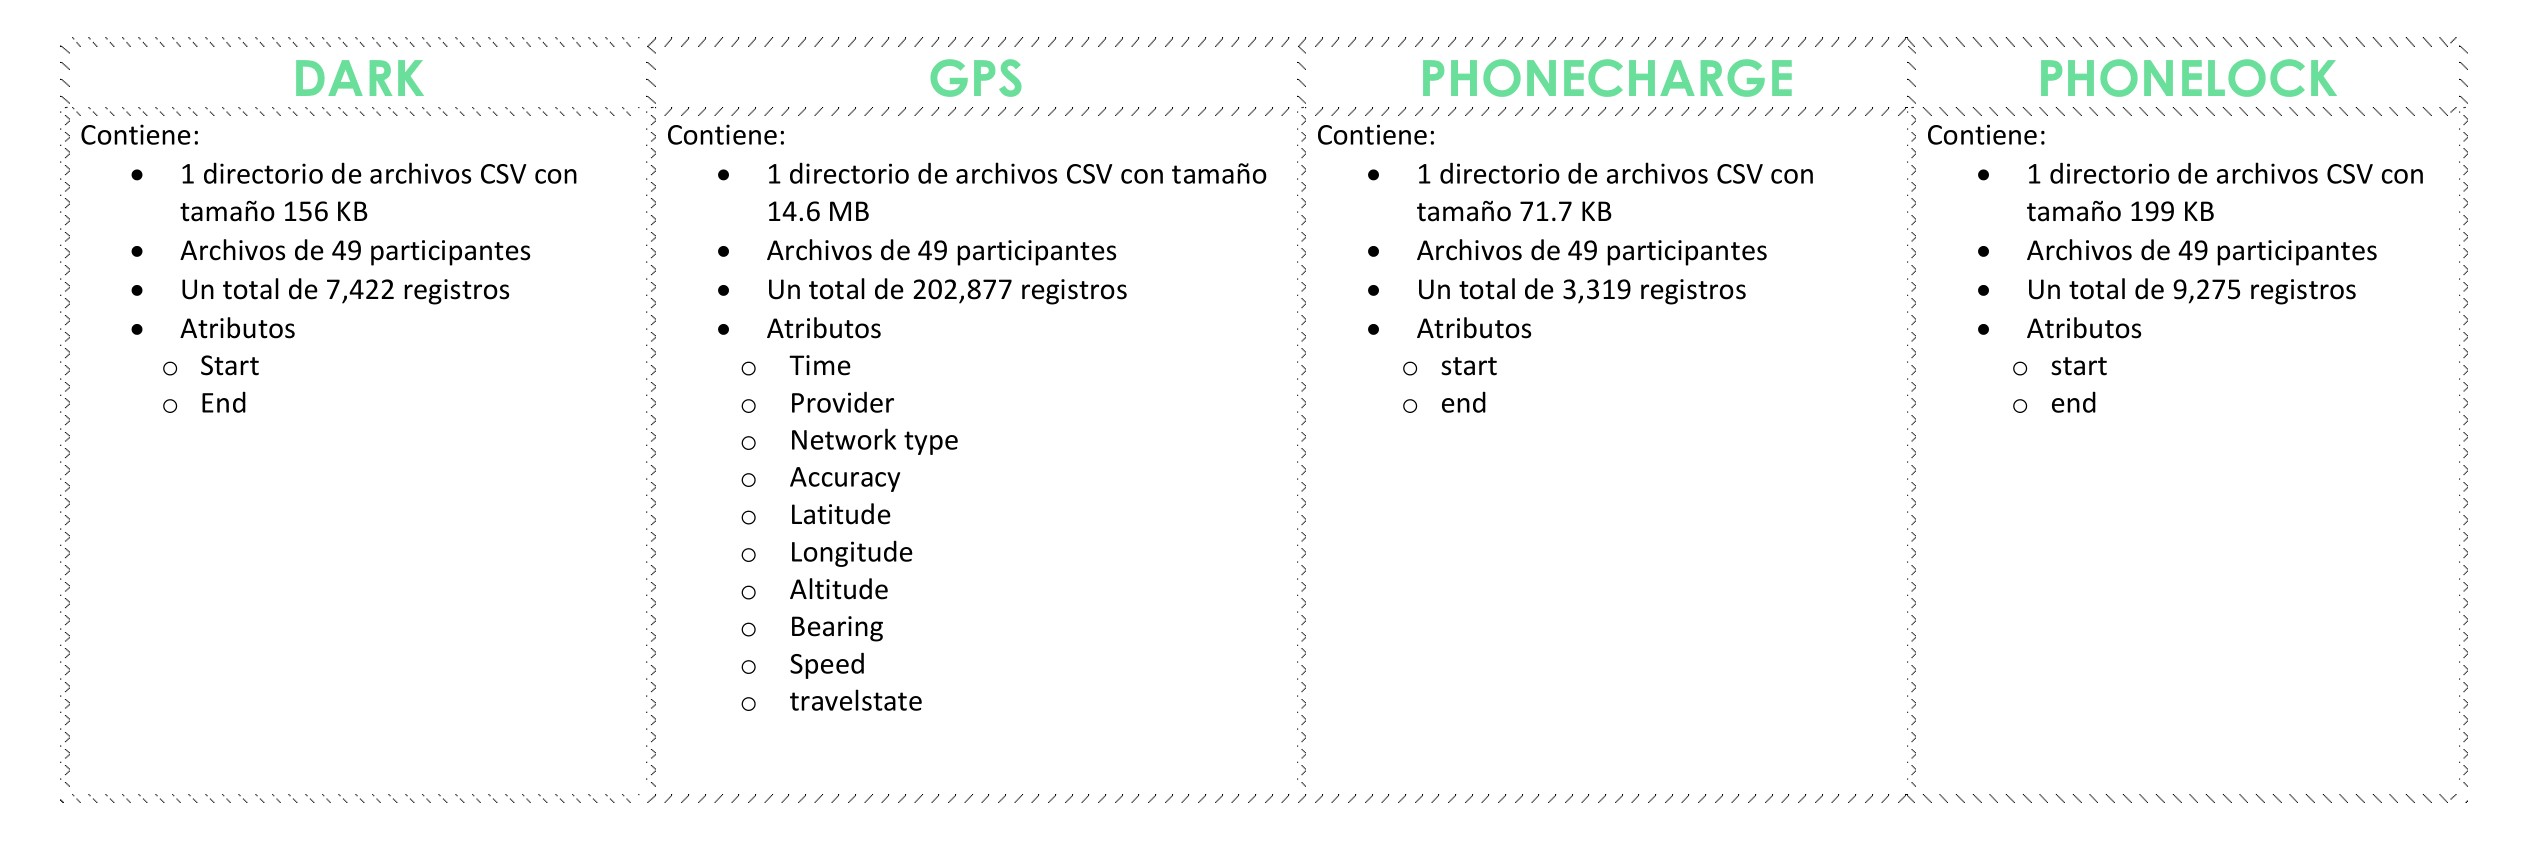 DARK
Contiene:
• 1 directorio de archivos CSV con
tamaño 156 KB
• Archivos de 49 participantes
• Un total de 7,422 registros
• Atributos
o Start
o End
GPS
Contiene:
• 1 directorio de archivos CSV con tamaño
14.6 MB
• Archivos de 49 participantes
• Un total de 202,877 registros
• Atributos
o Time
o Provider
o Network type
o Accuracy
o Latitude
o Longitude
o Altitude
o Bearing
o Speed
o travelstate
PHONECHARGE
Contiene:
• 1 directorio de archivos CSV con
tamaño 71.7 KB
• Archivos de 49 participantes
• Un total de 3,319 registros
• Atributos
o start
o end
PHONELOCK
Contiene:
• 1 directorio de archivos CSV con
tamaño 199 KB
• Archivos de 49 participantes
• Un total de 9,275 registros
• Atributos
o start
o end